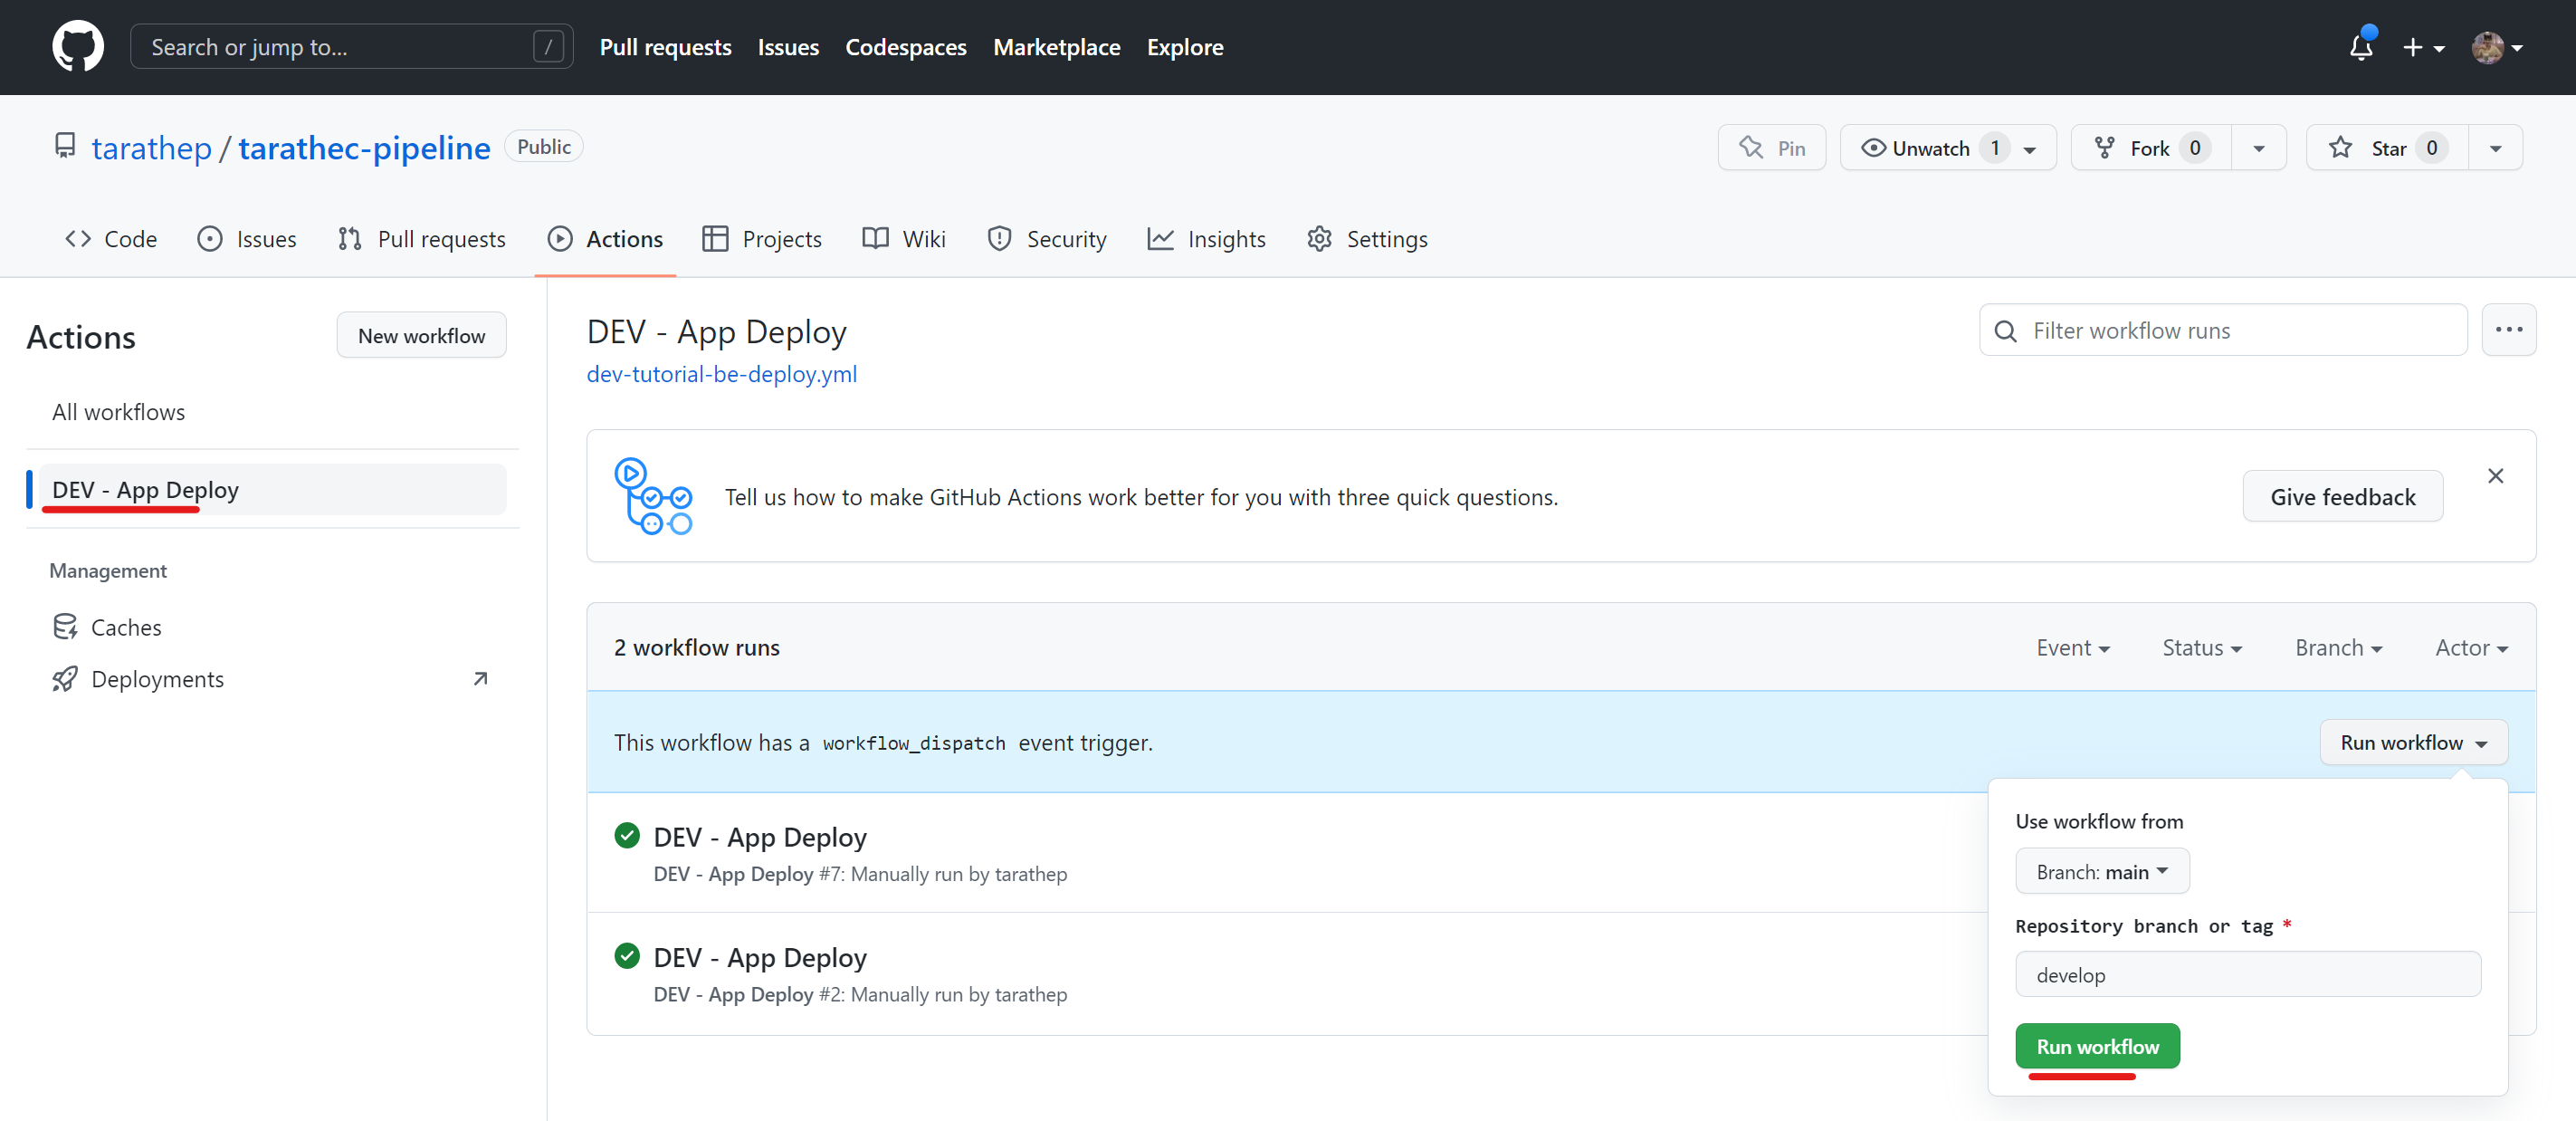 Search or jump to... / Pull requests Issues Codespaces Marketplace Explore
tarathep / tarathec-pipeline Public Pin Unwatch 1 Fork 0 Star 0
Code Issues Pull requests Actions Projects Wiki Security Insights Settings
Actions New workflow
All workflows
DEV - App Deploy
Management
Caches
Deployments
DEV - App Deploy
dev-tutorial-be-deploy.yml
Filter workflow runs
Tell us how to make GitHub Actions work better for you with three quick questions. Give feedback
2 workflow runs Event Status Branch Actor
This workflow has a workflow_dispatch event trigger. Run workflow
DEV - App Deploy
DEV - App Deploy #7: Manually run by tarathep
DEV - App Deploy
DEV - App Deploy #2: Manually run by tarathep
Use workflow from
Branch: main
Repository branch or tag *
develop
Run workflow